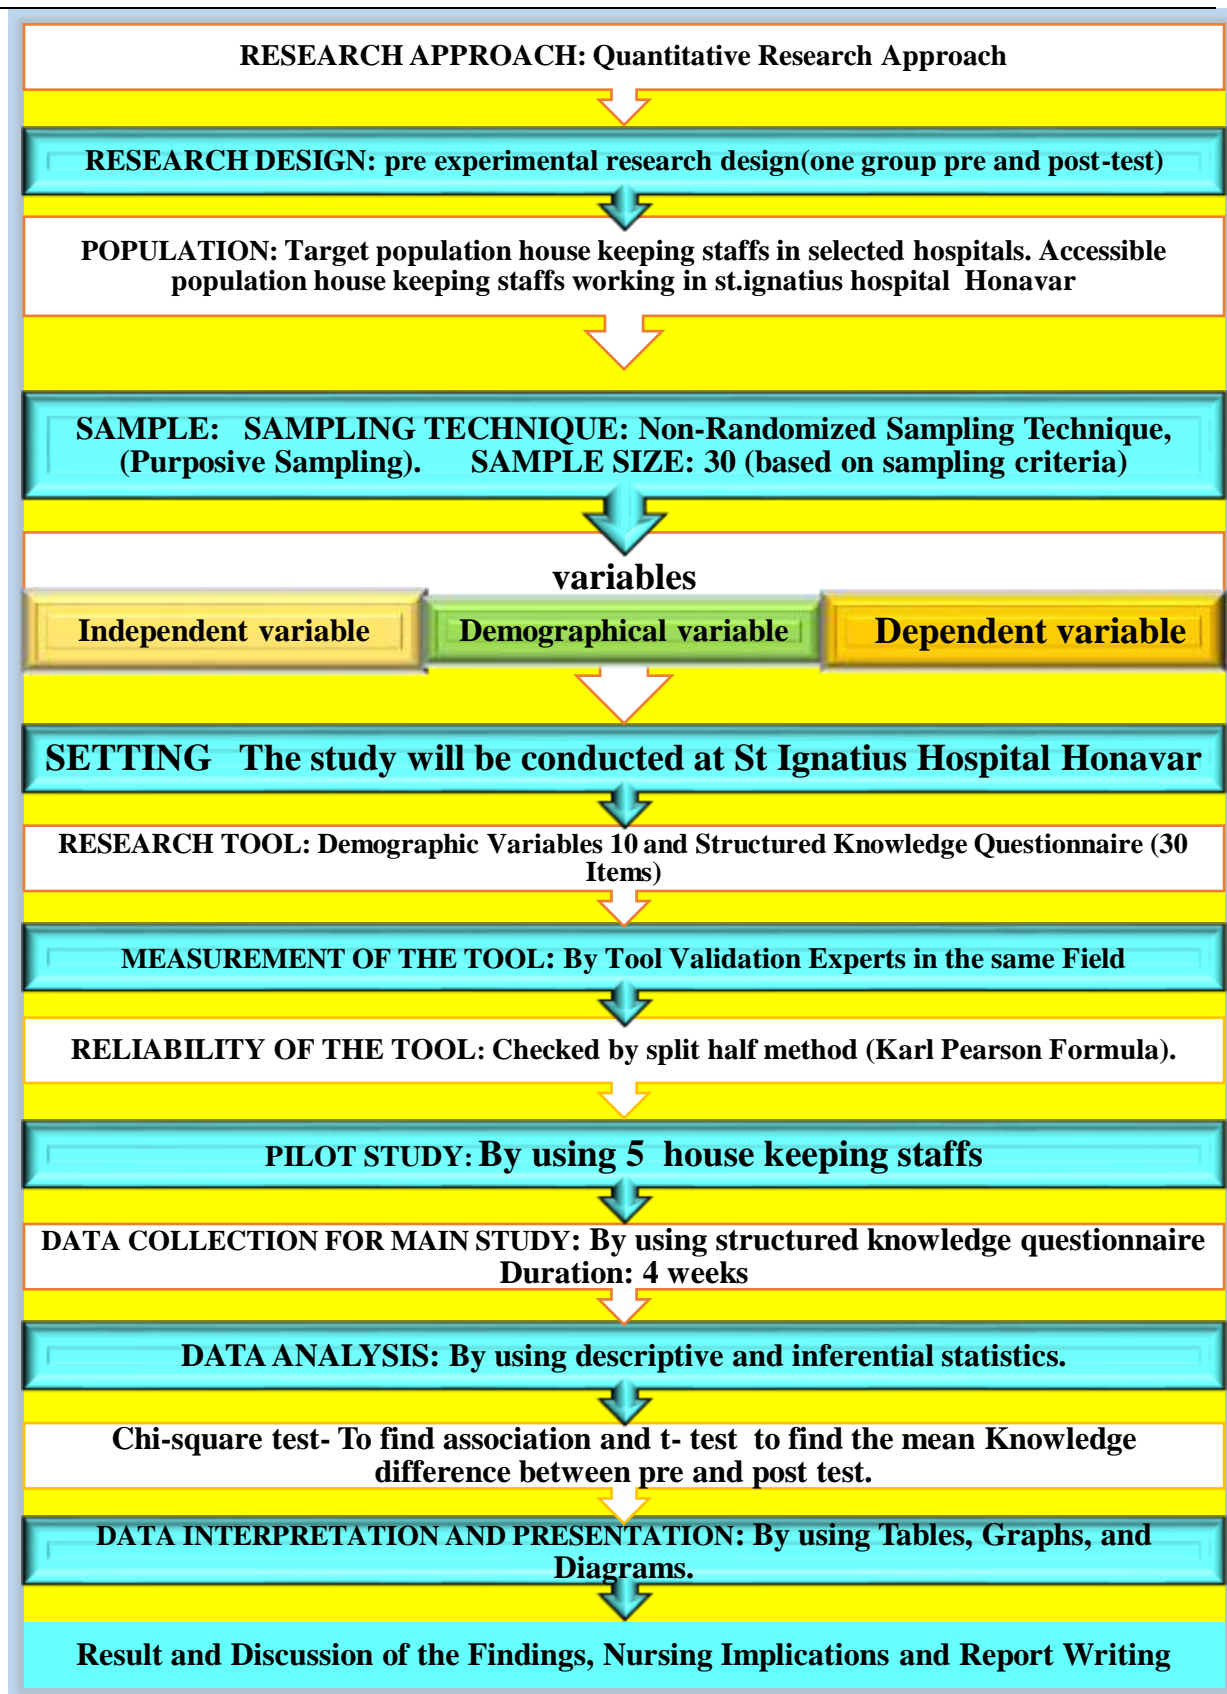 RESEARCH APPROACH: Quantitative Research Approach
RESEARCH DESIGN: pre experimental research design(one group pre and post-test)
POPULATION: Target population house keeping staffs in selected hospitals. Accessible
population house keeping staffs working in st.ignatius hospital Honavar
SAMPLE: SAMPLING TECHNIQUE: Non-Randomized Sampling Technique,
(Purposive Sampling). SAMPLE SIZE: 30 (based on sampling criteria)
variables
Independent variable
Demographical variable
Dependent variable
SETTING The study will be conducted at St Ignatius Hospital Honavar
RESEARCH TOOL: Demographic Variables 10 and Structured Knowledge Questionnaire (30
Items)
MEASUREMENT OF THE TOOL: By Tool Validation Experts in the same Field
RELIABILITY OF THE TOOL: Checked by split half method (Karl Pearson Formula).
PILOT STUDY: By using 5 house keeping staffs
DATA COLLECTION FOR MAIN STUDY: By using structured knowledge questionnaire
Duration: 4 weeks
DATA ANALYSIS: By using descriptive and inferential statistics.
Chi-square test- To find association and t- test to find the mean Knowledge
difference between pre and post test.
DATA INTERPRETATION AND PRESENTATION: By using Tables, Graphs, and
Diagrams.
Result and Discussion of the Findings, Nursing Implications and Report Writing